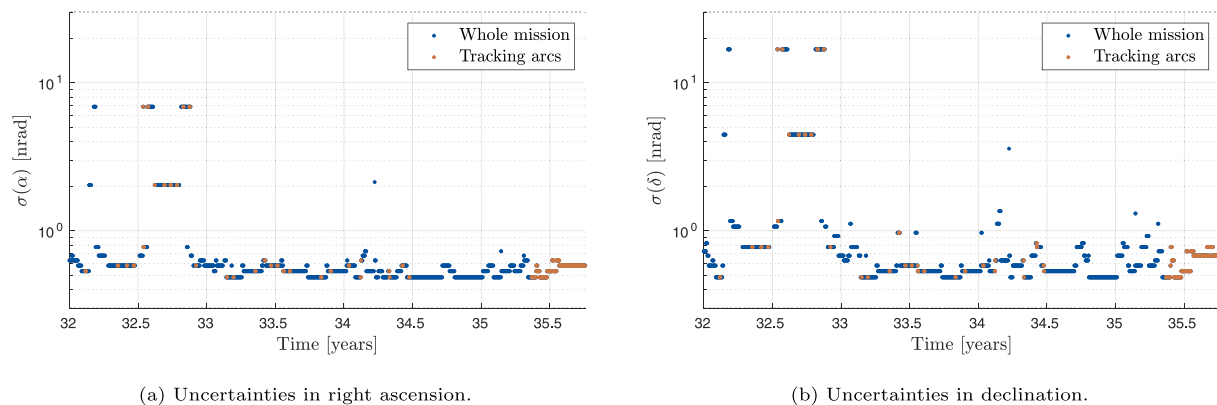 10^1
10^0
σ(α) [nrad]
Whole mission
Tracking arcs
32 32.5 33 33.5 34 34.5 35 35.5
Time [years]
(a) Uncertainties in right ascension.
10^1
10^0
σ(δ) [nrad]
Whole mission
Tracking arcs
32 32.5 33 33.5 34 34.5 35 35.5
Time [years]
(b) Uncertainties in declination.